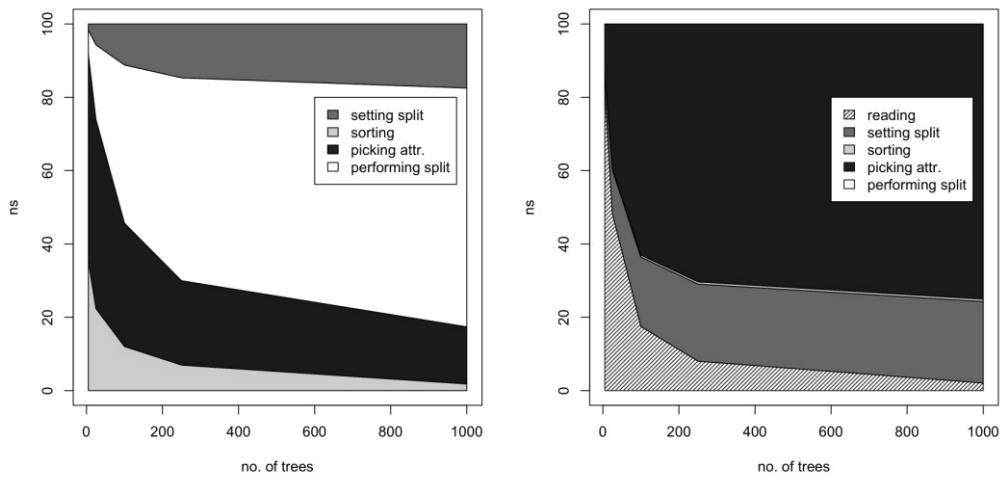 100
80
60
40
20
0
ns
setting split
sorting
picking attr.
performing split
0 200 400 600 800 1000
no. of trees
100
80
60
40
20
0
ns
reading
setting split
sorting
picking attr.
performing split
0 200 400 600 800 1000
no. of trees